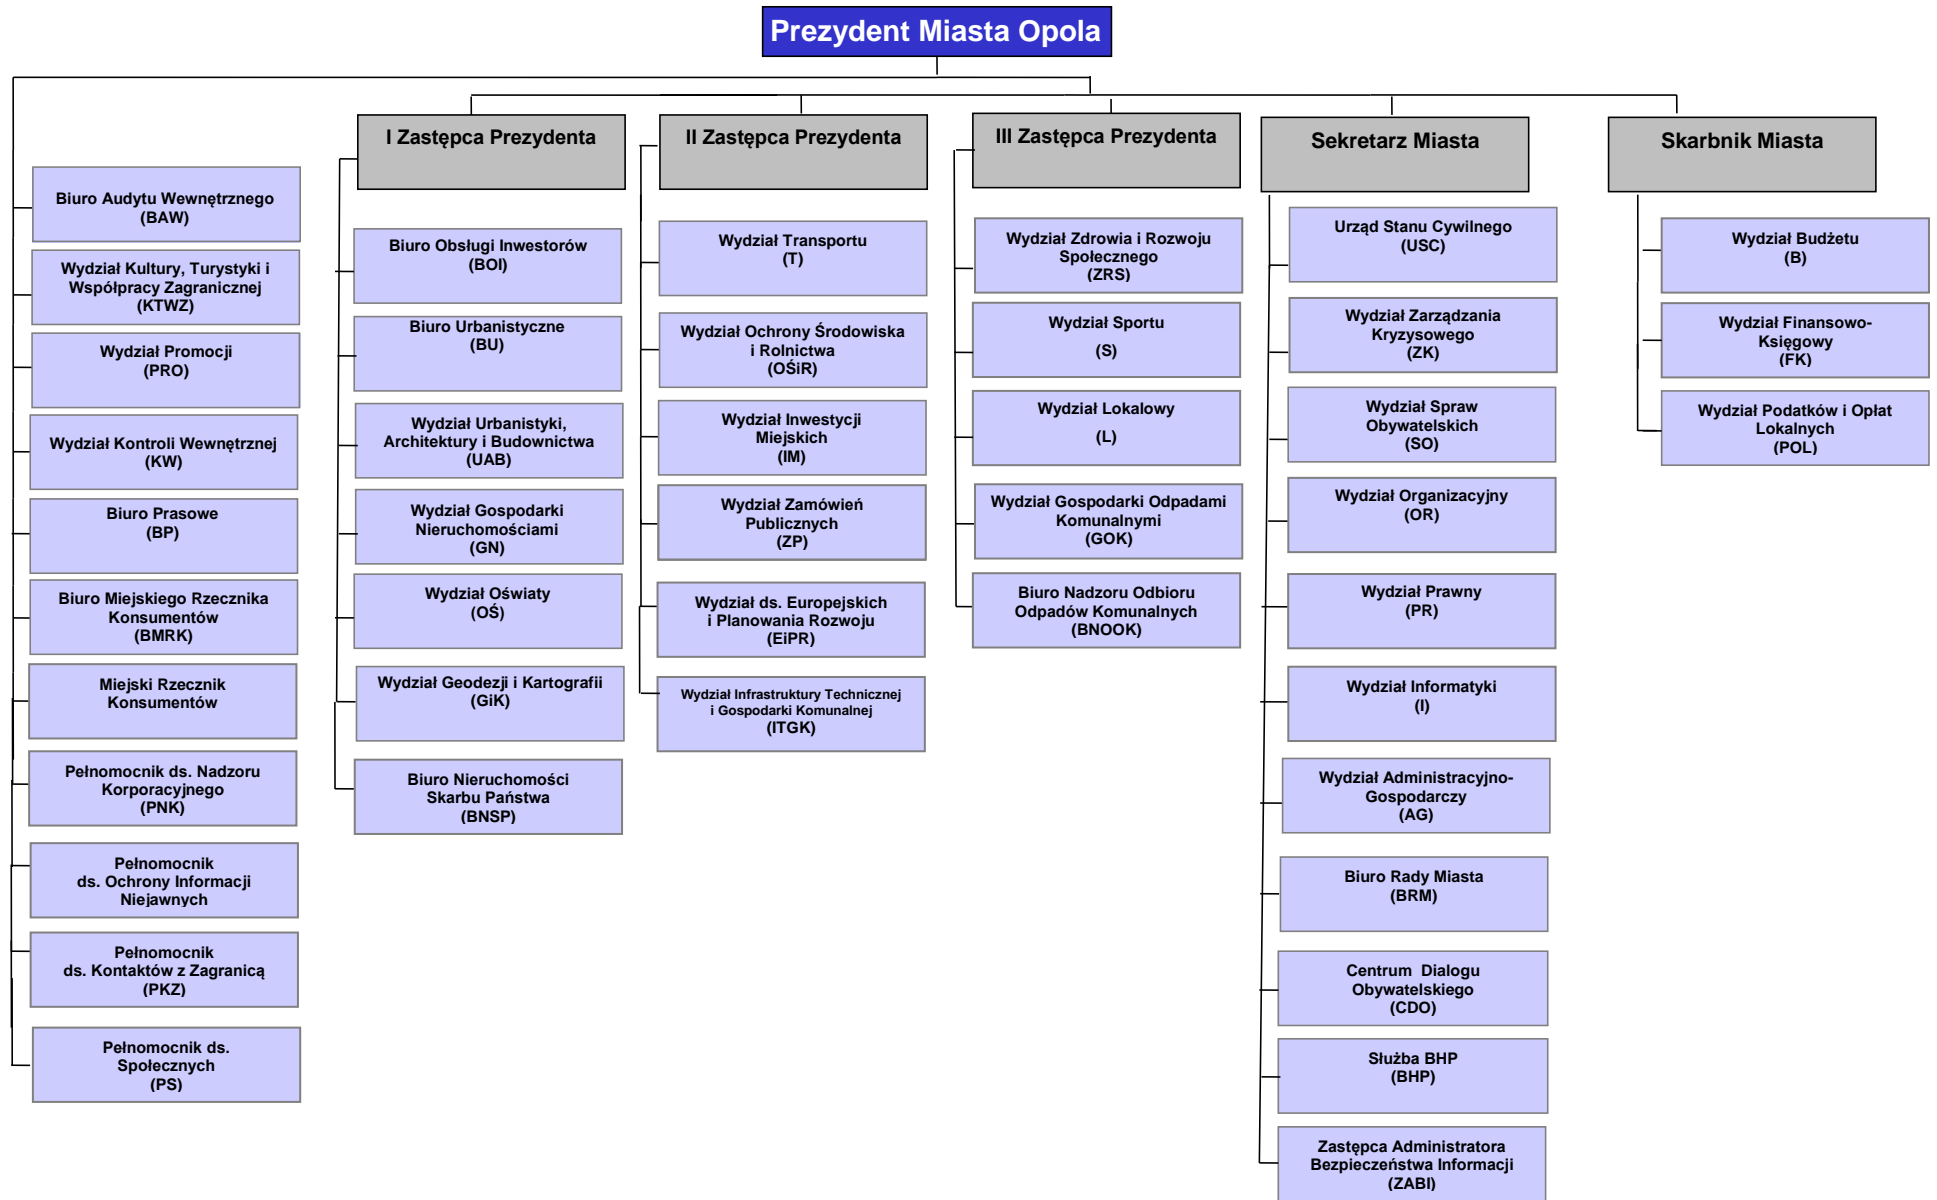 Prezydent Miasta Opola
Biuro Audytu Wewnętrznego
(BAW)
Wydział Kultury, Turystyki i
Współpracy Zagranicznej
(KTWZ)
Wydział Promocji
(PRO)
Wydział Kontroli Wewnętrznej
(KW)
Biuro Prasowe
(BP)
Biuro Miejskiego Rzecznika
Konsumentów
(BMRK)
Miejski Rzecznik
Konsumentów
Pełnomocnik ds. Nadzoru
Korporacyjnego
(PNK)
Pełnomocnik
ds. Ochrony Informacji
Niejawnych
Pełnomocnik
ds. Kontaktów z Zagranicą
(PKZ)
Pełnomocnik ds.
Społecznych
(PS)
I Zastępca Prezydenta
Biuro Obsługi Inwestorów
(BOI)
Biuro Urbanistyczne
(BU)
Wydział Urbanistyki,
Architektury i Budownictwa
(UAB)
Wydział Gospodarki
Nieruchomościami
(GN)
Wydział Oświaty
(OŚ)
Wydział Geodezji i Kartografii
(GiK)
Biuro Nieruchomości
Skarbu Państwa
(BNSP)
II Zastępca Prezydenta
Wydział Transportu
(T)
Wydział Ochrony Środowiska
i Rolnictwa
(OŚiR)
Wydział Inwestycji
Miejskich
(IM)
Wydział Zamówień
Publicznych
(ZP)
Wydział ds. Europejskich
i Planowania Rozwoju
(EiPR)
Wydział Infrastruktury Technicznej
i Gospodarki Komunalnej
(ITGK)
III Zastępca Prezydenta
Wydział Zdrowia i Rozwoju
Społecznego
(ZRS)
Wydział Sportu
(S)
Wydział Lokalowy
(L)
Wydział Gospodarki Odpadami
Komunalnymi
(GOK)
Biuro Nadzoru Odbioru
Odpadów Komunalnych
(BNOOK)
Sekretarz Miasta
Urząd Stanu Cywilnego
(USC)
Wydział Zarządzania
Kryzysowego
(ZK)
Wydział Spraw
Obywatelskich
(SO)
Wydział Organizacyjny
(OR)
Wydział Prawny
(PR)
Wydział Informatyki
(I)
Wydział Administracyjno-
Gospodarczy
(AG)
Biuro Rady Miasta
(BRM)
Centrum Dialogu
Obywatelskiego
(CDO)
Służba BHP
(BHP)
Zastępca Administratora
Bezpieczeństwa Informacji
(ZABI)
Skarbnik Miasta
Wydział Budżetu
(B)
Wydział Finansowo-
Księgowy
(FK)
Wydział Podatków i Opłat
Lokalnych
(POL)